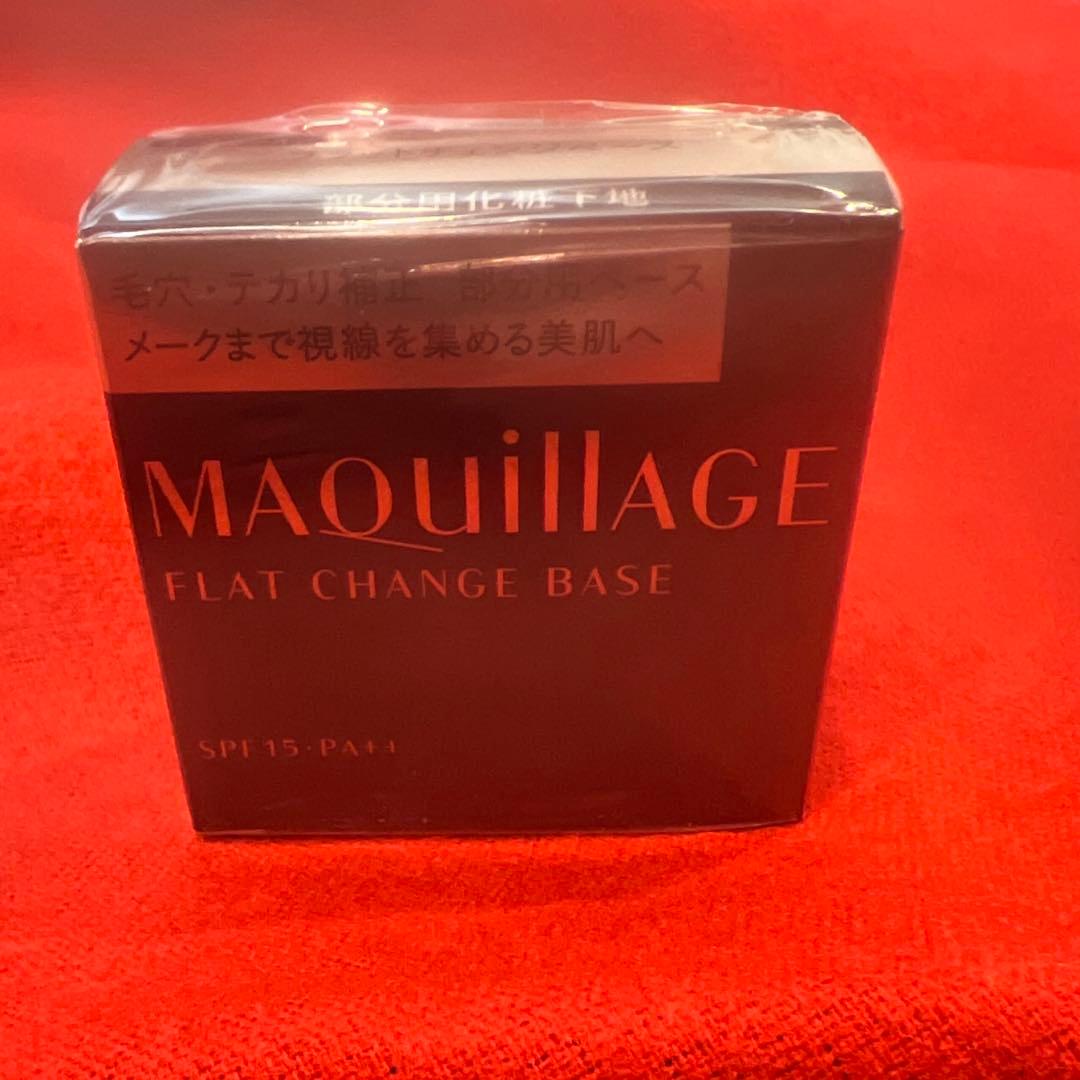 部分用化粧下地
毛穴・テカリ補正 部分用ベース
メークまで視線を集める美肌へ
MAQuillAGE
FLAT CHANGE BASE
SPF15・PA++